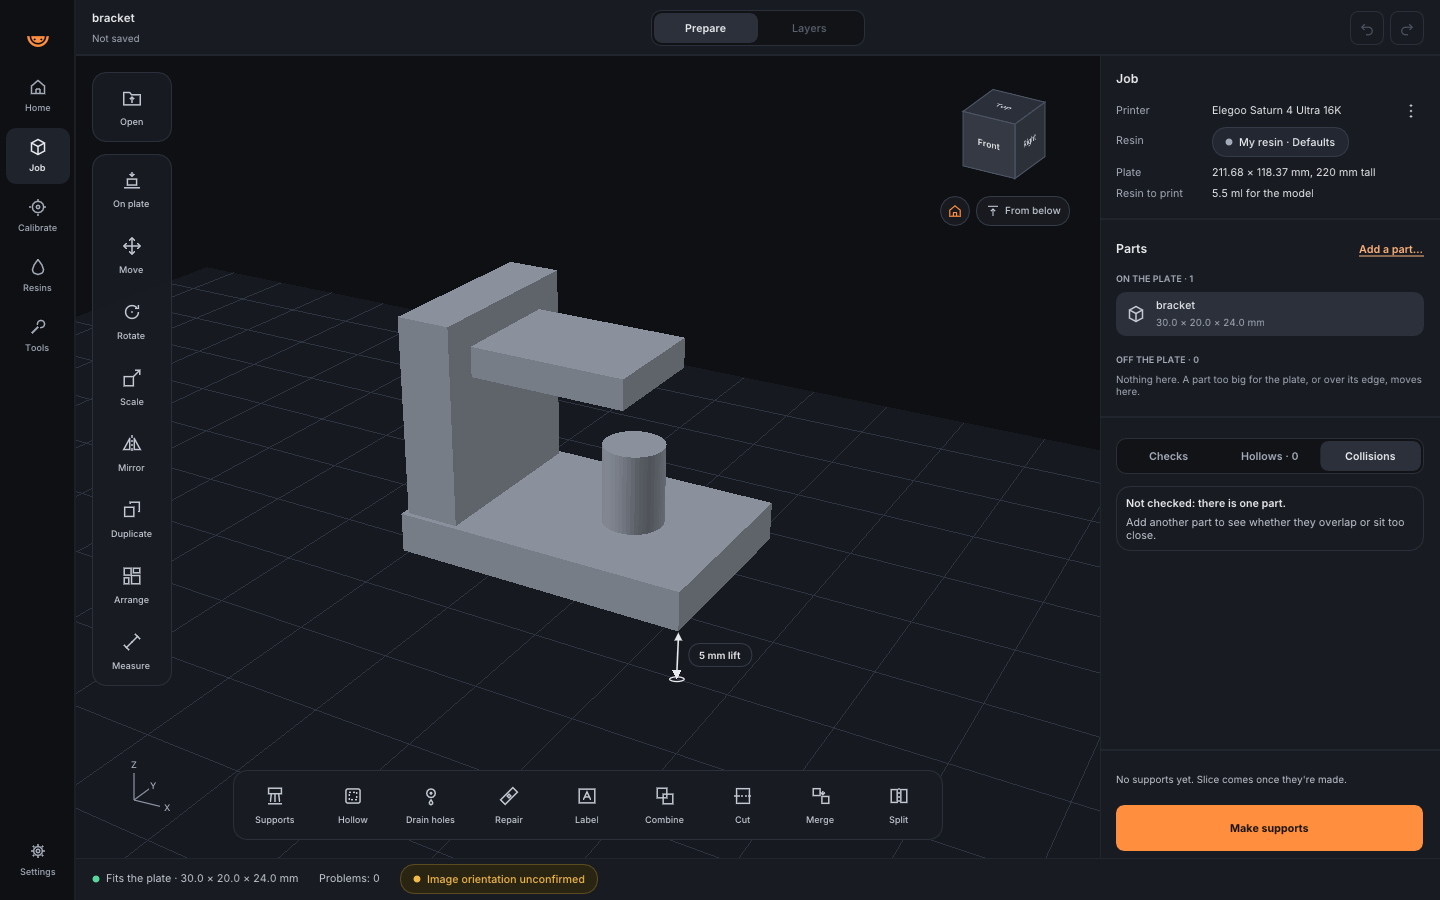 bracket
Not saved
Prepare
Layers
Home
Job
Calibrate
Resins
Tools
Settings
Open
On plate
Move
Rotate
Scale
Mirror
Duplicate
Arrange
Measure
Top
Front
Right
From below
5 mm lift
Z
Y
X
Supports
Hollow
Drain holes
Repair
Label
Combine
Cut
Merge
Split
Job
Printer
Elegoo Saturn 4 Ultra 16K
Resin
My resin · Defaults
Plate
211.68 × 118.37 mm, 220 mm tall
Resin to print
5.5 ml for the model
Parts
Add a part...
ON THE PLATE · 1
bracket
30.0 × 20.0 × 24.0 mm
OFF THE PLATE · 0
Nothing here. A part too big for the plate, or over its edge, moves
here.
Checks
Hollows · 0
Collisions
Not checked: there is one part.
Add another part to see whether they overlap or sit too
close.
No supports yet. Slice comes once they're made.
Make supports
Fits the plate · 30.0 × 20.0 × 24.0 mm
Problems: 0
Image orientation unconfirmed